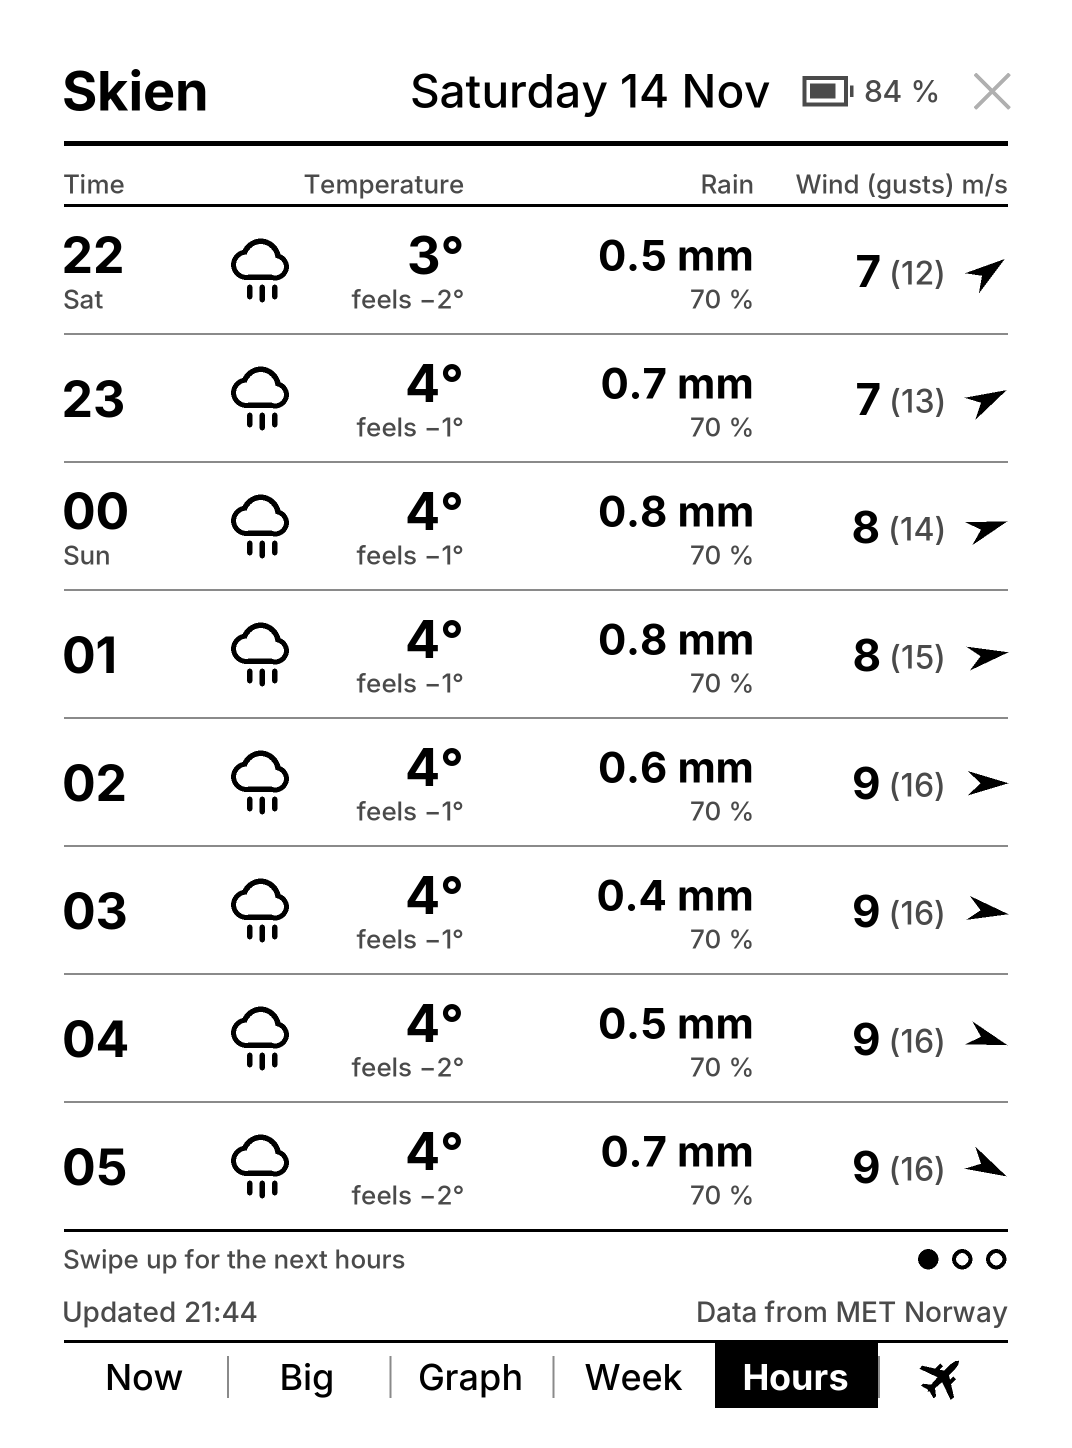 Skien Saturday 14 Nov 84 %
Time Temperature Rain Wind (gusts) m/s
22 3° 0.5 mm 7 (12)
Sat feels −2° 70 %
23 4° 0.7 mm 7 (13)
feels −1° 70 %
00 4° 0.8 mm 8 (14)
Sun feels −1° 70 %
01 4° 0.8 mm 8 (15)
feels −1° 70 %
02 4° 0.6 mm 9 (16)
feels −1° 70 %
03 4° 0.4 mm 9 (16)
feels −1° 70 %
04 4° 0.5 mm 9 (16)
feels −2° 70 %
05 4° 0.7 mm 9 (16)
feels −2° 70 %
Swipe up for the next hours
Updated 21:44 Data from MET Norway
Now Big Graph Week Hours